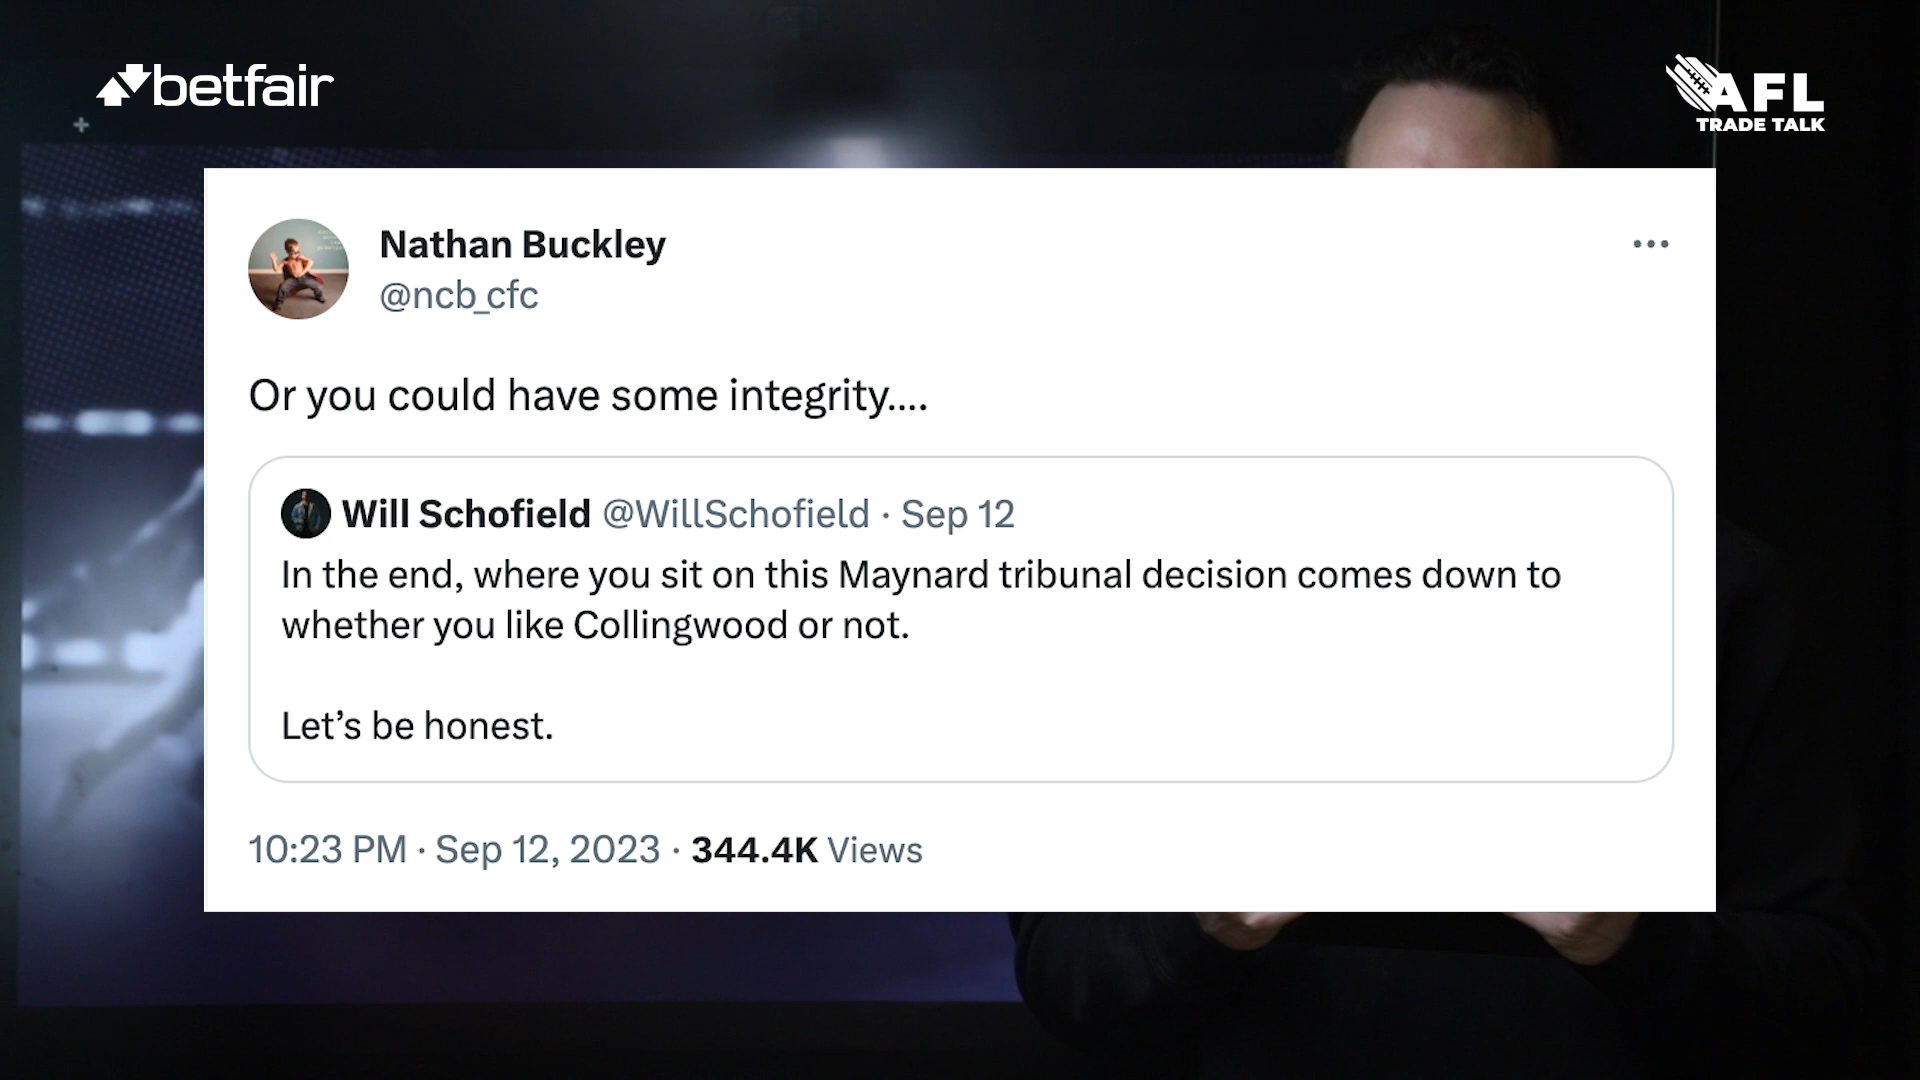 betfair
AFL
TRADE TALK
Nathan Buckley
@ncb_cfc
Or you could have some integrity....
Will Schofield @WillSchofield · Sep 12
In the end, where you sit on this Maynard tribunal decision comes down to
whether you like Collingwood or not.
Let’s be honest.
10:23 PM · Sep 12, 2023 · 344.4K Views